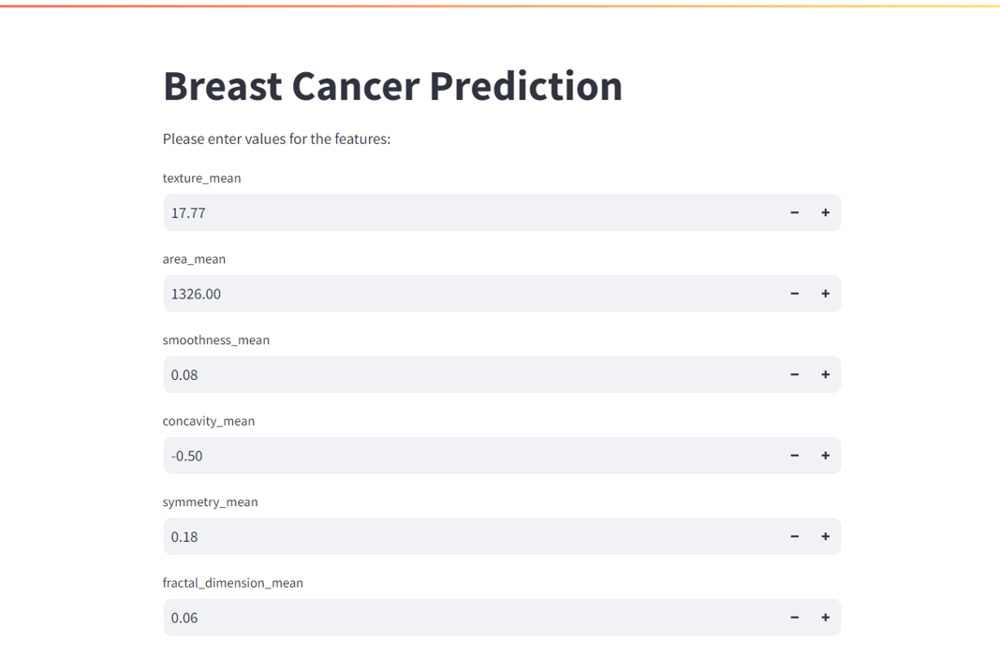 Breast Cancer Prediction
Please enter values for the features:
texture_mean
17.77
area_mean
1326.00
smoothness_mean
0.08
concavity_mean
-0.50
symmetry_mean
0.18
fractal_dimension_mean
0.06